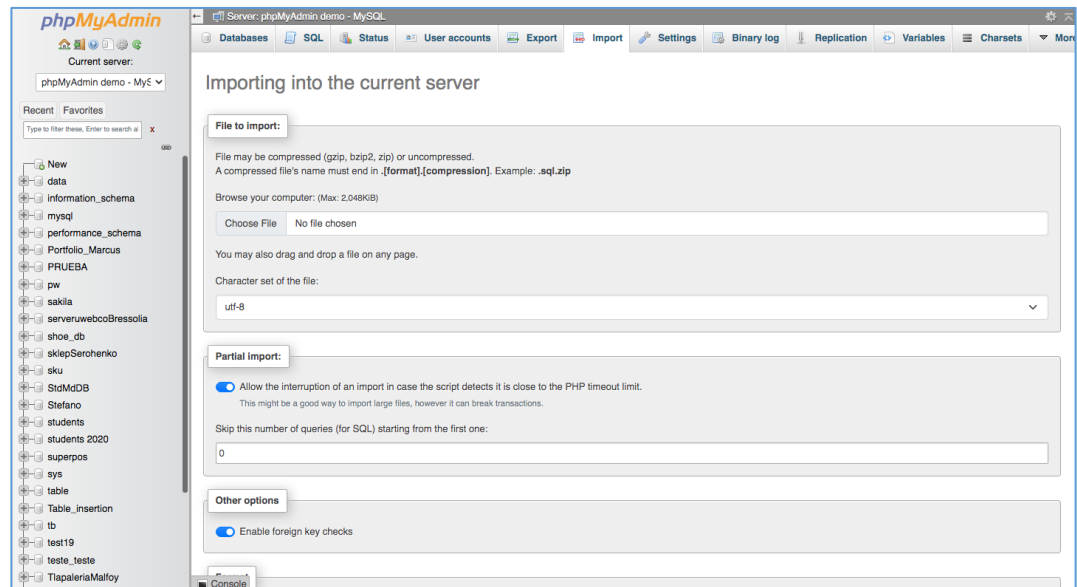 phpMyAdmin
Current server:
phpMyAdmin demo - MyS
Recent Favorites
Type to filter these, Enter to search al X
New
data
information_schema
mysql
performance_schema
Portfolio_Marcus
PRUEBA
pw
sakila
serveruwebcoBressolia
shoe_db
sklepSerohenko
sku
StdMdDB
Stefano
students
students 2020
superpos
sys
table
Table_insertion
tb
test19
teste_teste
TlapaleriaMalfoy
Server: phpMyAdmin demo - MySQL
Databases SQL Status User accounts Export Import Settings Binary log Replication Variables Charsets More
Importing into the current server
File to import:
File may be compressed (gzip, bzip2, zip) or uncompressed.
A compressed file's name must end in .[format].[compression]. Example: .sql.zip
Browse your computer: (Max: 2,048KiB)
Choose File No file chosen
You may also drag and drop a file on any page.
Character set of the file:
utf-8
Partial import:
Allow the interruption of an import in case the script detects it is close to the PHP timeout limit.
This might be a good way to import large files, however it can break transactions.
Skip this number of queries (for SQL) starting from the first one:
0
Other options
Enable foreign key checks
Console